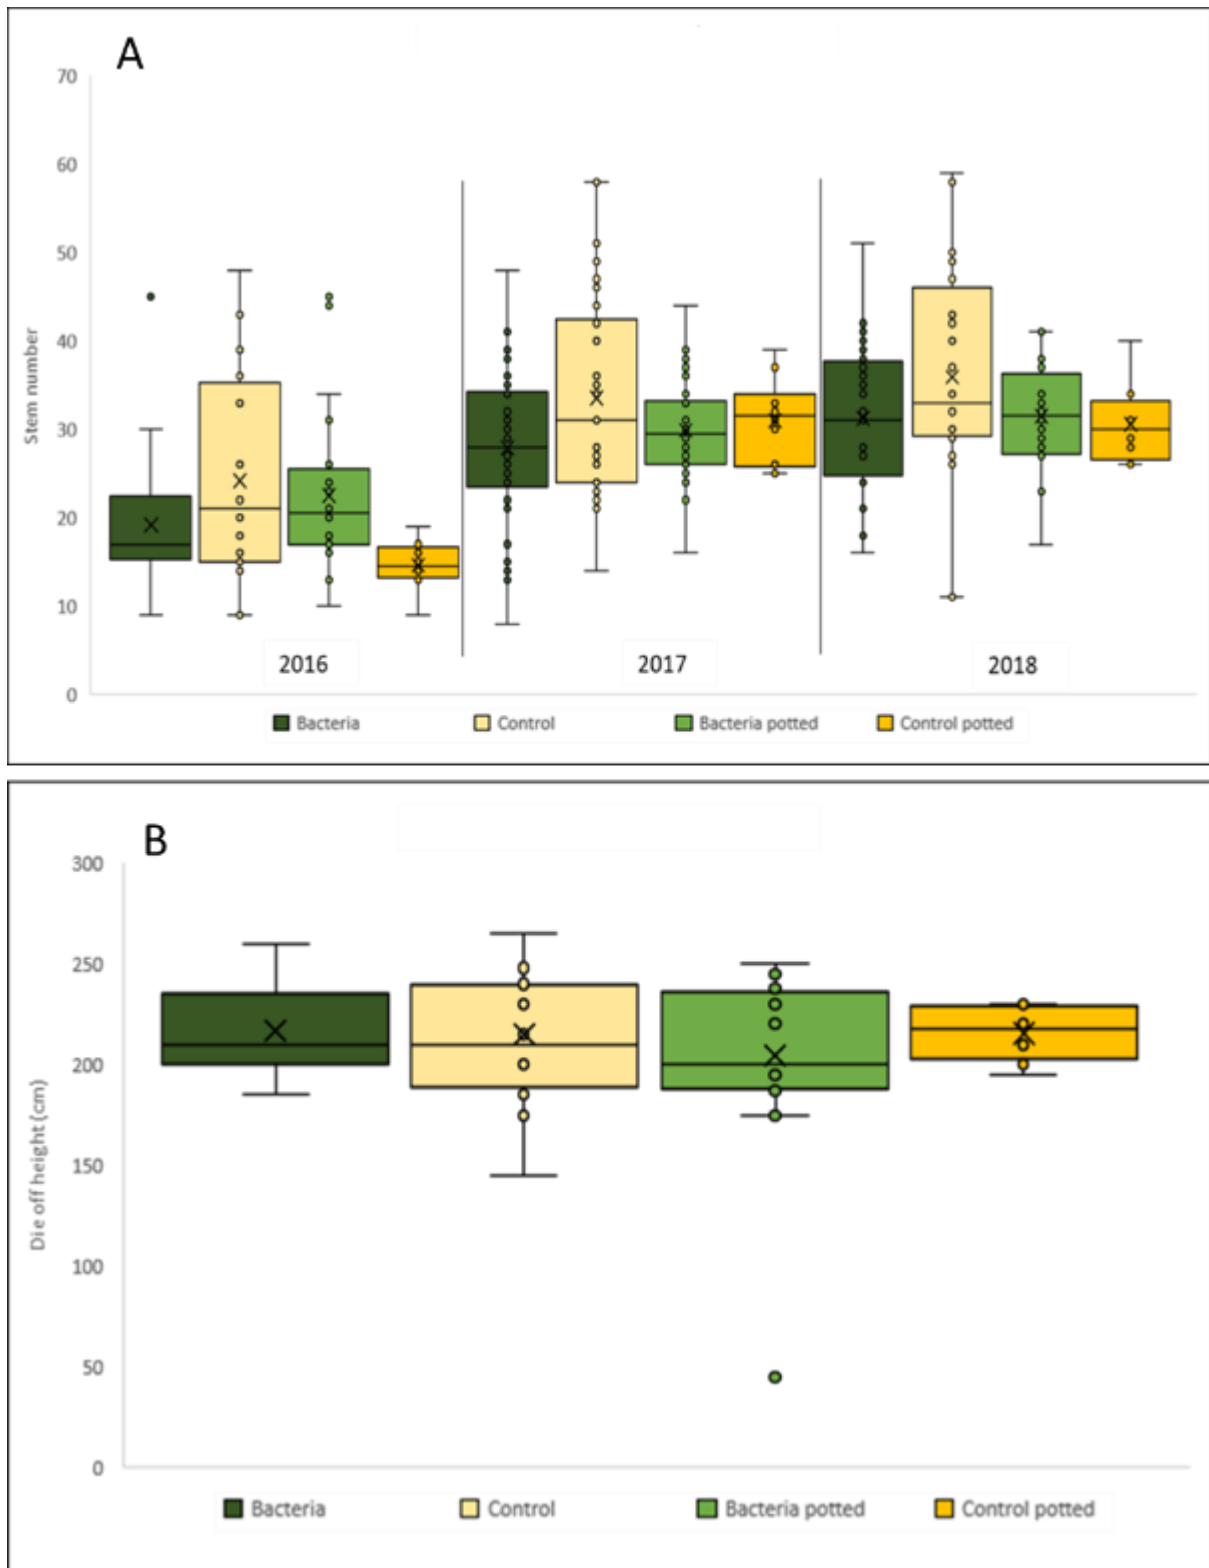 A
70
60
50
40
30
20
10
0
Stem number
2016 2017 2018
Bacteria Control Bacteria potted Control potted
B
300
250
200
150
100
50
0
Die off height (cm)
Bacteria Control Bacteria potted Control potted